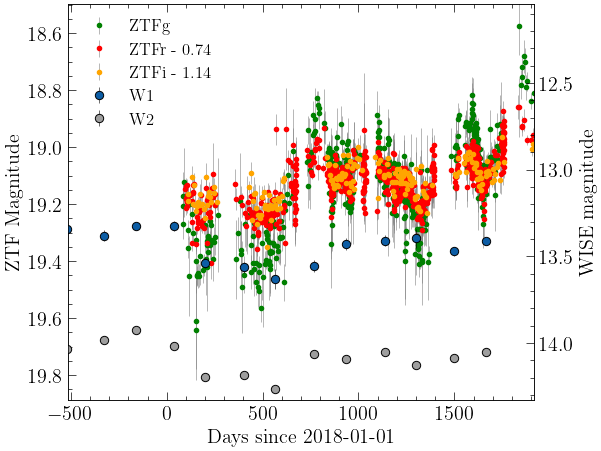 18.6
18.8
19.0
19.2
19.4
19.6
19.8
ZTF Magnitude
ZTFg
ZTFr - 0.74
ZTFi - 1.14
W1
W2
12.5
13.0
13.5
14.0
WISE magnitude
−500
0
500
1000
1500
Days since 2018-01-01